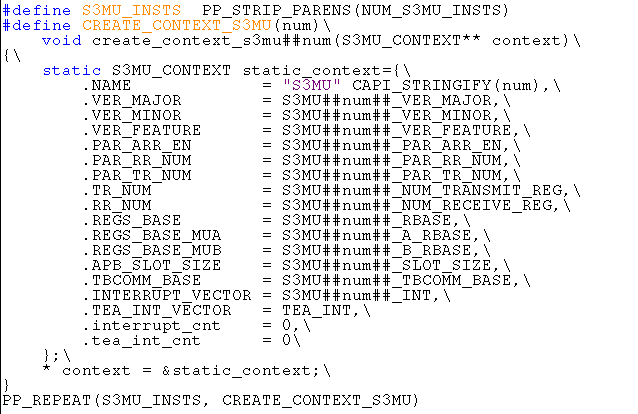 #define S3MU_INSTS  PP_STRIP_PARENS(NUM_S3MU_INSTS)
#define CREATE_CONTEXT_S3MU(num)\
    void create_context_s3mu##num(S3MU_CONTEXT** context)\
{\
    static S3MU_CONTEXT static_context={\
        .NAME             = "S3MU" CAPI_STRINGIFY(num),\
        .VER_MAJOR        = S3MU##num##_VER_MAJOR,\
        .VER_MINOR        = S3MU##num##_VER_MINOR,\
        .VER_FEATURE      = S3MU##num##_VER_FEATURE,\
        .PAR_ARR_EN       = S3MU##num##_PAR_ARR_EN,\
        .PAR_RR_NUM       = S3MU##num##_PAR_RR_NUM,\
        .PAR_TR_NUM       = S3MU##num##_PAR_TR_NUM,\
        .TR_NUM           = S3MU##num##_NUM_TRANSMIT_REG,\
        .RR_NUM           = S3MU##num##_NUM_RECEIVE_REG,\
        .REGS_BASE        = S3MU##num##_RBASE,\
        .REGS_BASE_MUA    = S3MU##num##_A_RBASE,\
        .REGS_BASE_MUB    = S3MU##num##_B_RBASE,\
        .APB_SLOT_SIZE    = S3MU##num##_SLOT_SIZE,\
        .TBCOMM_BASE      = S3MU##num##_TBCOMM_BASE,\
        .INTERRUPT_VECTOR = S3MU##num##_INT,\
        .TEA_INT_VECTOR   = TEA_INT,\
        .interrupt_cnt    = 0,\
        .tea_int_cnt      = 0\
    };\
    * context = &static_context;\
}
PP_REPEAT(S3MU_INSTS, CREATE_CONTEXT_S3MU)